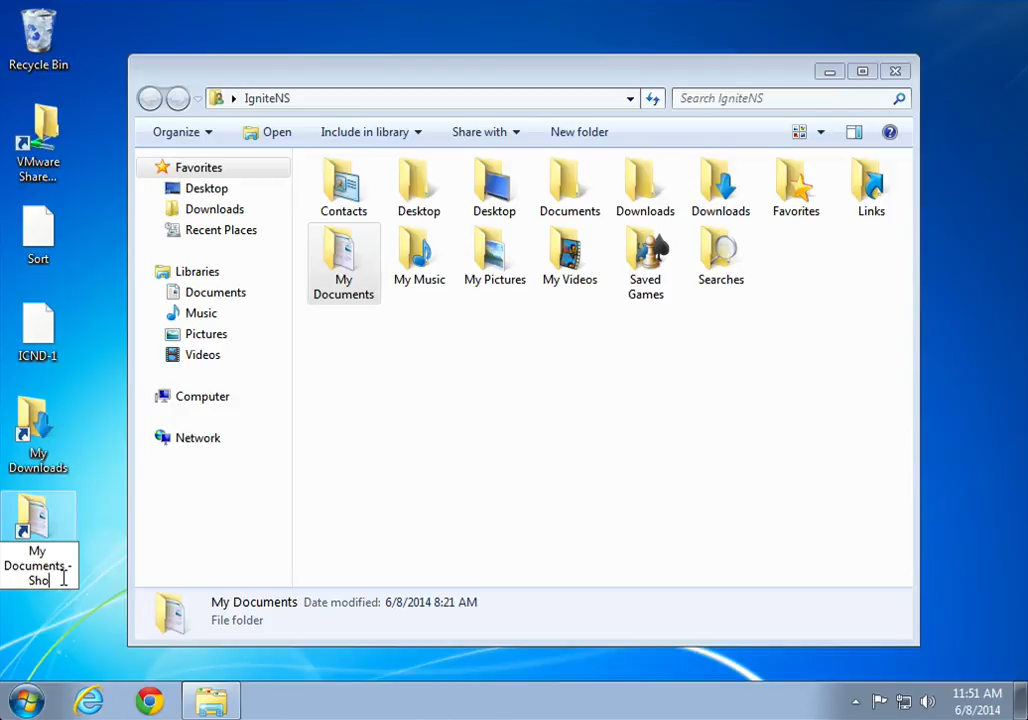 Recycle Bin
VMware
Share...
Sort
ICND-1
My
Downloads
My
Documents -
Sho
IgniteNS
Search IgniteNS
Organize
Open
Include in library
Share with
New folder
Favorites
Desktop
Downloads
Recent Places
Libraries
Documents
Music
Pictures
Videos
Computer
Network
Contacts
Desktop
Desktop
Documents
Downloads
Downloads
Favorites
Links
My
Documents
My Music
My Pictures
My Videos
Saved
Games
Searches
My Documents Date modified: 6/8/2014 8:21 AM
File folder
11:51 AM
6/8/2014